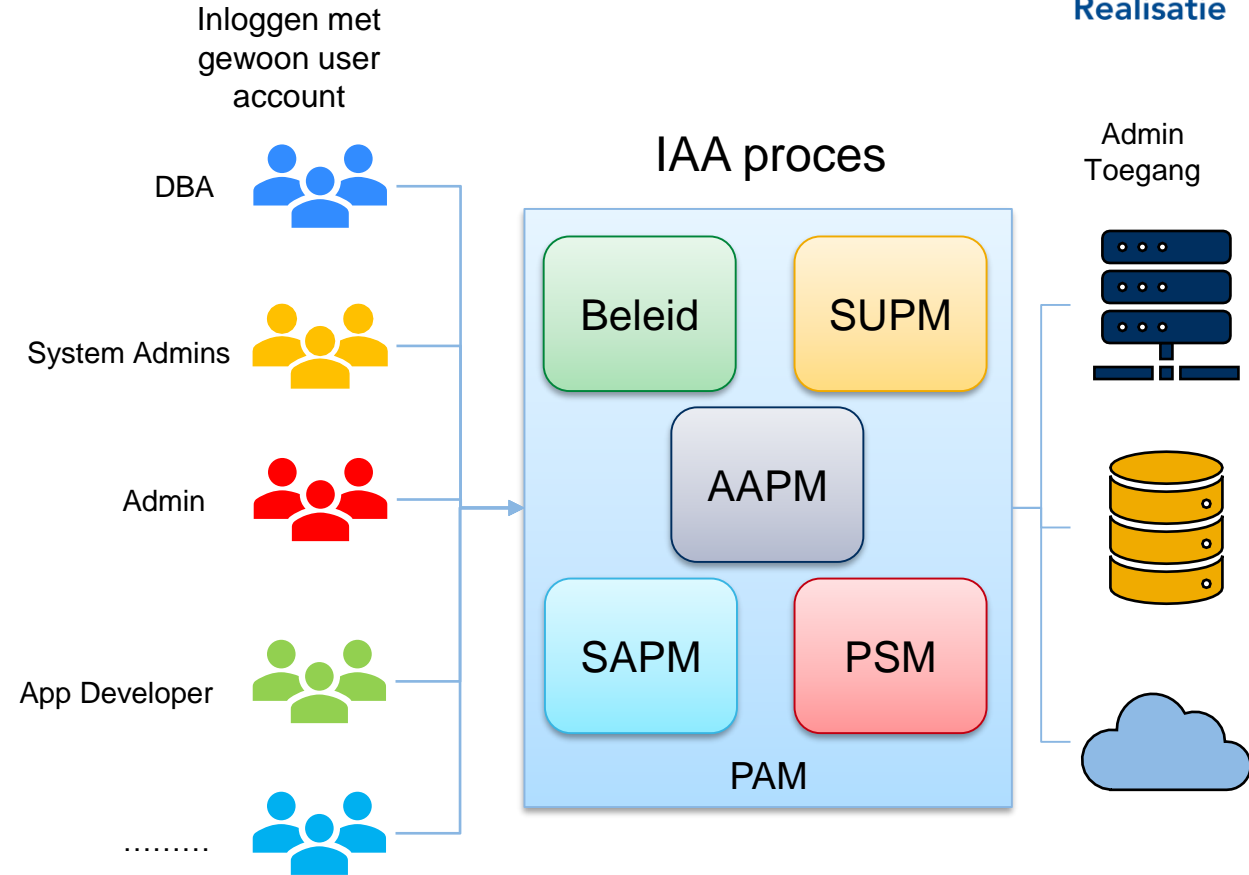 Realisatie
Inloggen met
gewoon user
account
IAA proces
Admin
Toegang
DBA
System Admins
Admin
App Developer
.........
Beleid
SUPM
AAPM
SAPM
PSM
PAM